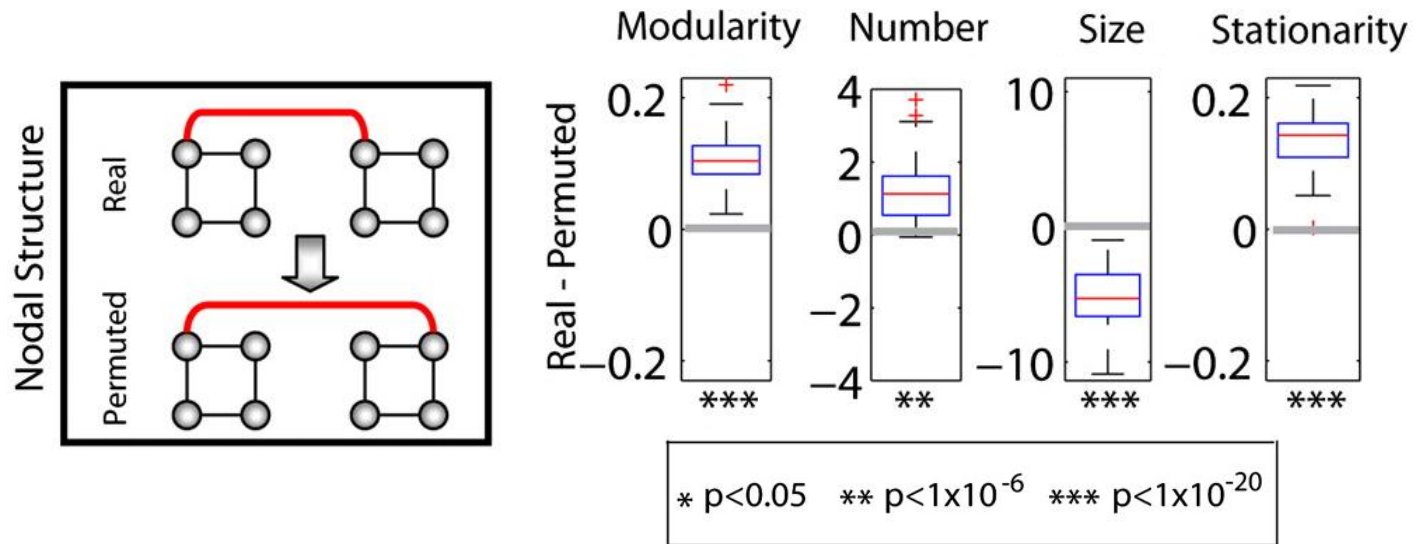 Nodal Structure
Real
Permuted
Real - Permuted
Modularity
0.2
0
−0.2
***
Number
4
2
0
−2
−4
**
Size
10
0
−10
***
Stationarity
0.2
0
−0.2
***
* p<0.05 ** p<1x10⁻⁶ *** p<1x10⁻²⁰